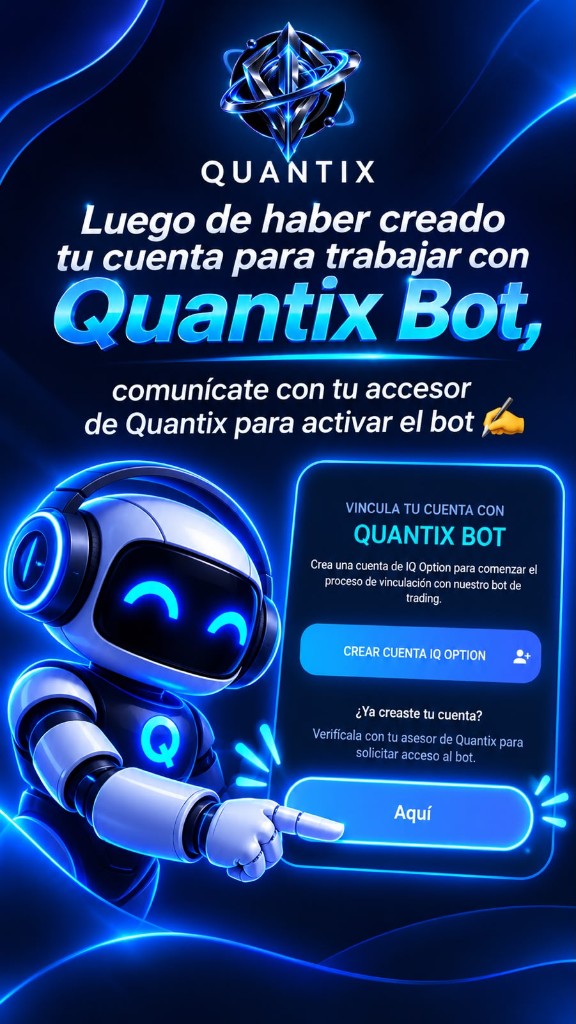 QUANTIX
Luego de haber creado
tu cuenta para trabajar con
Quantix Bot,
comunícate con tu accesor
de Quantix para activar el bot ✍️
VINCULA TU CUENTA CON
QUANTIX BOT
Crea una cuenta de IQ Option para comenzar el
proceso de vinculación con nuestro bot de
trading.
CREAR CUENTA IQ OPTION
¿Ya creaste tu cuenta?
Verifícala con tu asesor de Quantix para
solicitar acceso al bot.
Aquí
Q